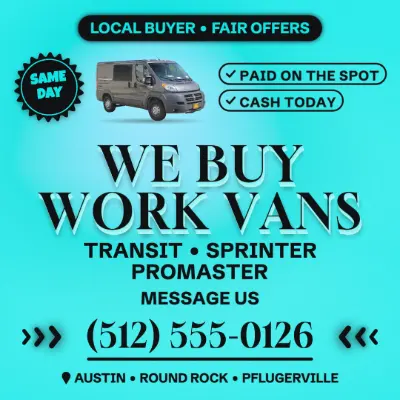 LOCAL BUYER • FAIR OFFERS
SAME
DAY
✓ PAID ON THE SPOT
✓ CASH TODAY
WE BUY
WORK VANS
TRANSIT • SPRINTER
PROMASTER
MESSAGE US
(512) 555-0126
AUSTIN • ROUND ROCK • PFLUGERVILLE